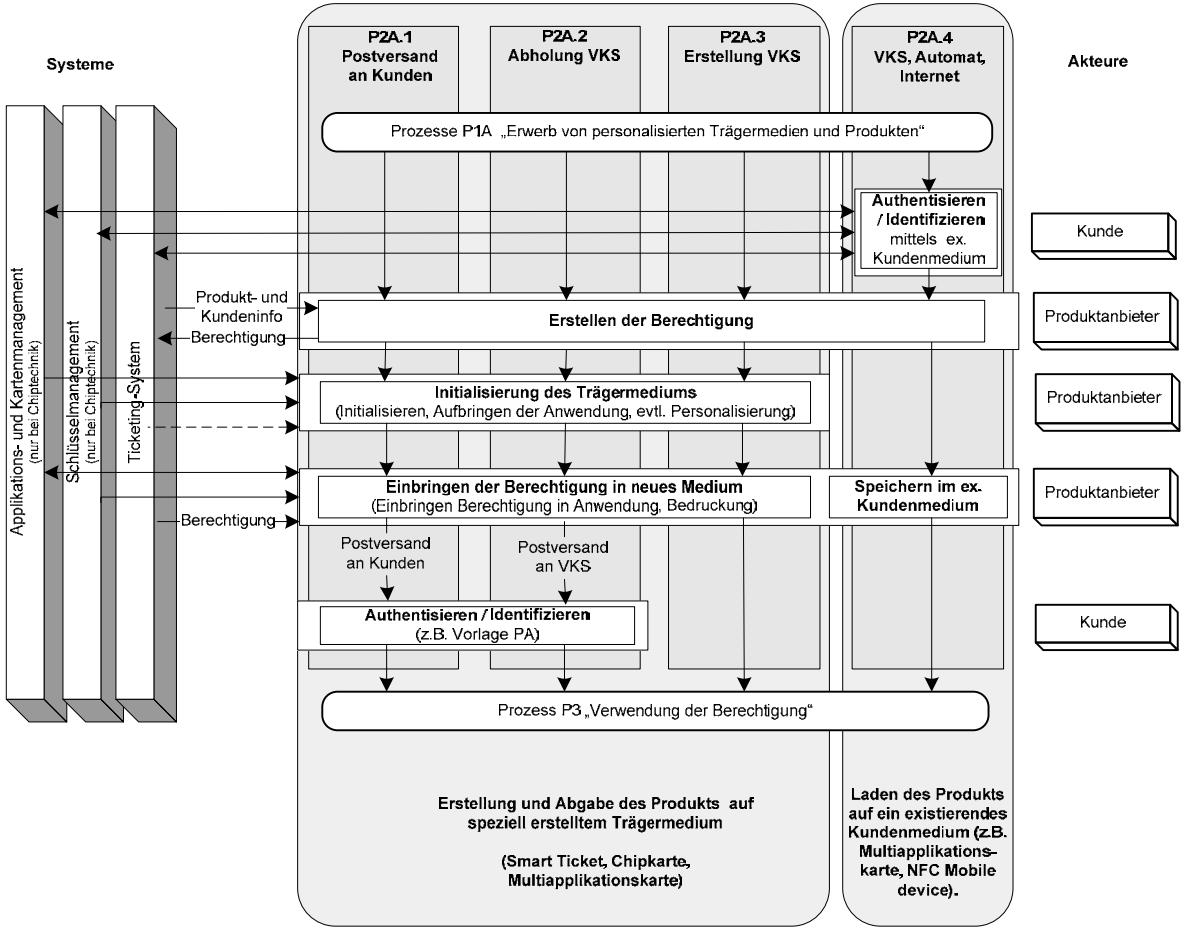 Systeme
P2A.1
Postversand
an Kunden
P2A.2
Abholung VKS
P2A.3
Erstellung VKS
P2A.4
VKS, Automat,
Internet
Akteure
Prozesse P1A „Erwerb von personalisierten Trägermedien und Produkten“
Authentisieren
/ Identifizieren
mittels ex.
Kundenmedium
Kunde
Applikations- und Kartenmanagement
(nur bei Chiptechnik)
Schlüsselmanagement
(nur bei Chiptechnik)
Ticketing-System
Produkt- und
Kundeninfo
Berechtigung
Erstellen der Berechtigung
Produktanbieter
Initialisierung des Trägermediums
(Initialisieren, Aufbringen der Anwendung, evtl. Personalisierung)
Produktanbieter
Einbringen der Berechtigung in neues Medium
(Einbringen Berechtigung in Anwendung, Bedruckung)
Speichern im ex.
Kundenmedium
Produktanbieter
Berechtigung
Postversand
an Kunden
Postversand
an VKS
Authentisieren / Identifizieren
(z.B. Vorlage PA)
Kunde
Prozess P3 „Verwendung der Berechtigung“
Erstellung und Abgabe des Produkts auf
speziell erstelltem Trägermedium
(Smart Ticket, Chipkarte,
Multiapplikationskarte)
Laden des Produkts
auf ein existierendes
Kundenmedium (z.B.
Multiapplikations-
karte, NFC Mobile
device).